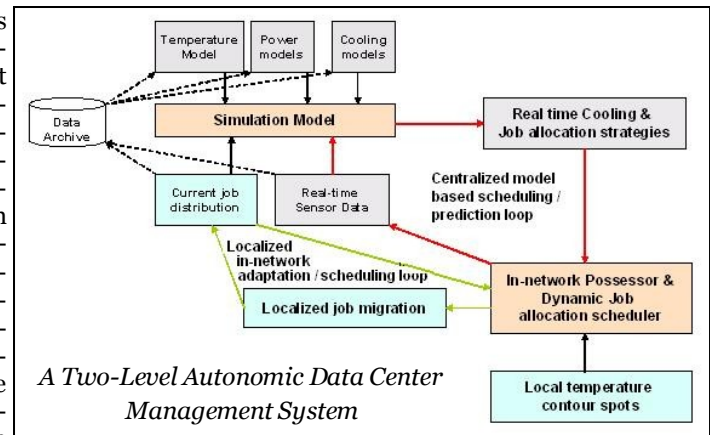 s
-
t
-
-
-
-
n
-
-
-
-
-
e
-
Temperature
Model
Power
models
Cooling
models
Data
Archive
Simulation Model
Real time Cooling &
Job allocation strategies
Current job
distribution
Real-time
Sensor Data
Centralized model
based scheduling /
prediction loop
Localized
in-network
adaptation / scheduling loop
In-network Possessor &
Dynamic Job
allocation scheduler
Localized job migration
A Two-Level Autonomic Data Center
Management System
Local temperature
contour spots